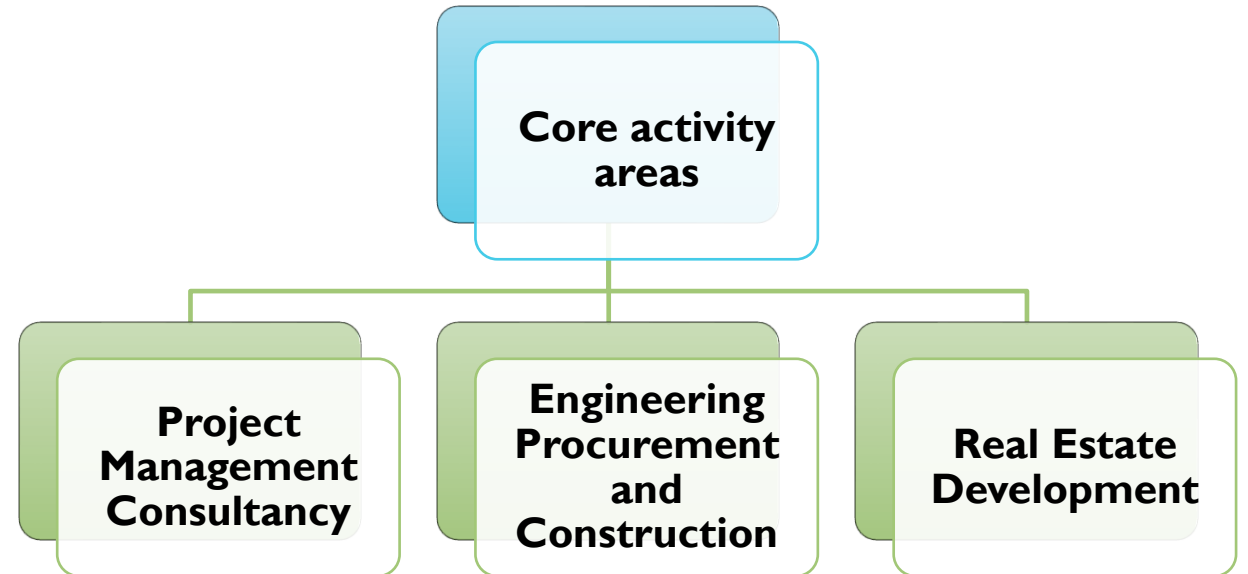 Core activity
areas
Project
Management
Consultancy
Engineering
Procurement
and
Construction
Real Estate
Development